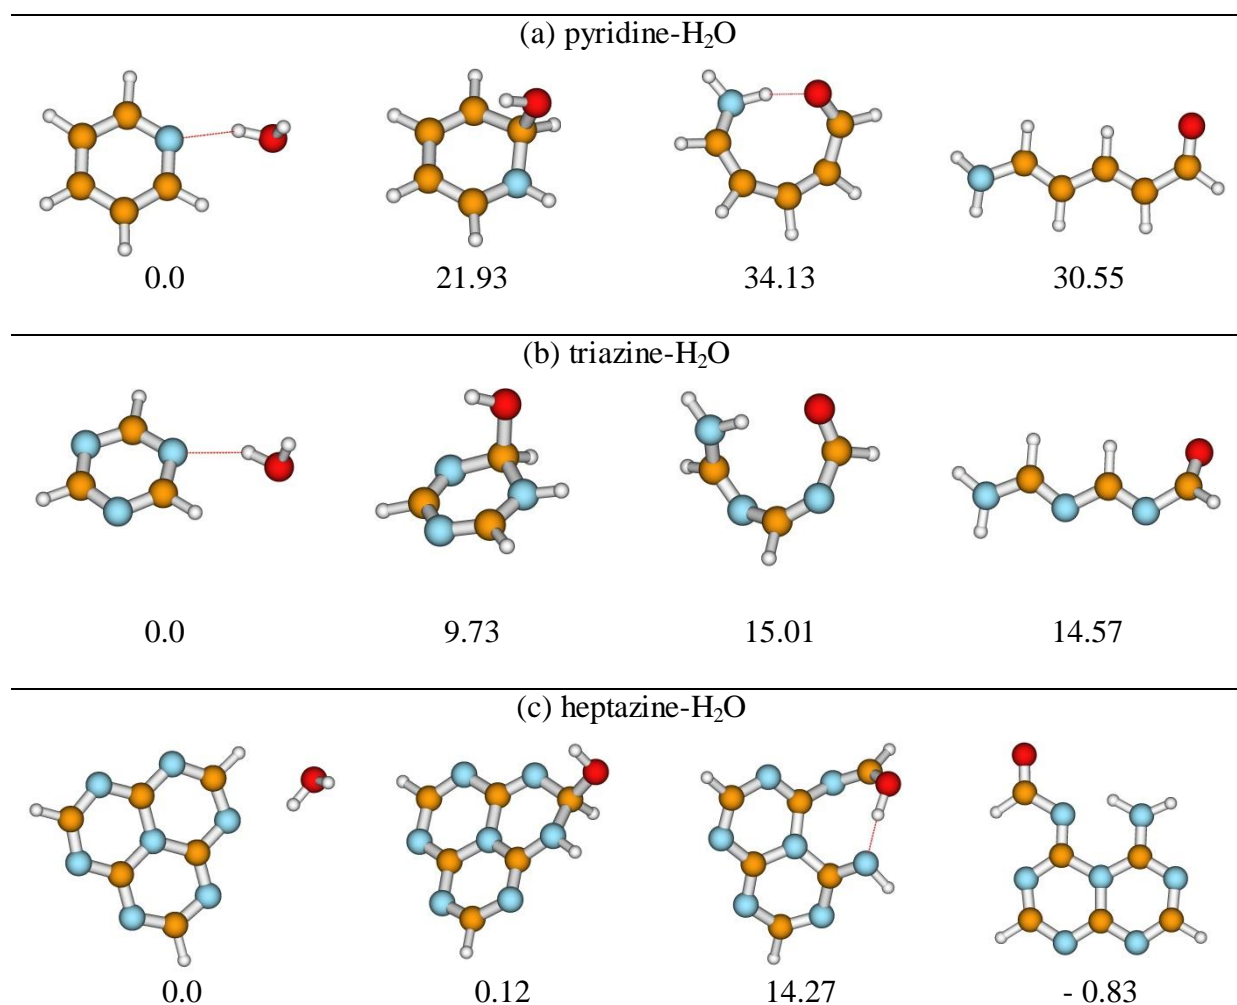 (a) pyridine-H₂O
0.0 21.93 34.13 30.55
(b) triazine-H₂O
0.0 9.73 15.01 14.57
(c) heptazine-H₂O
0.0 0.12 14.27 - 0.83